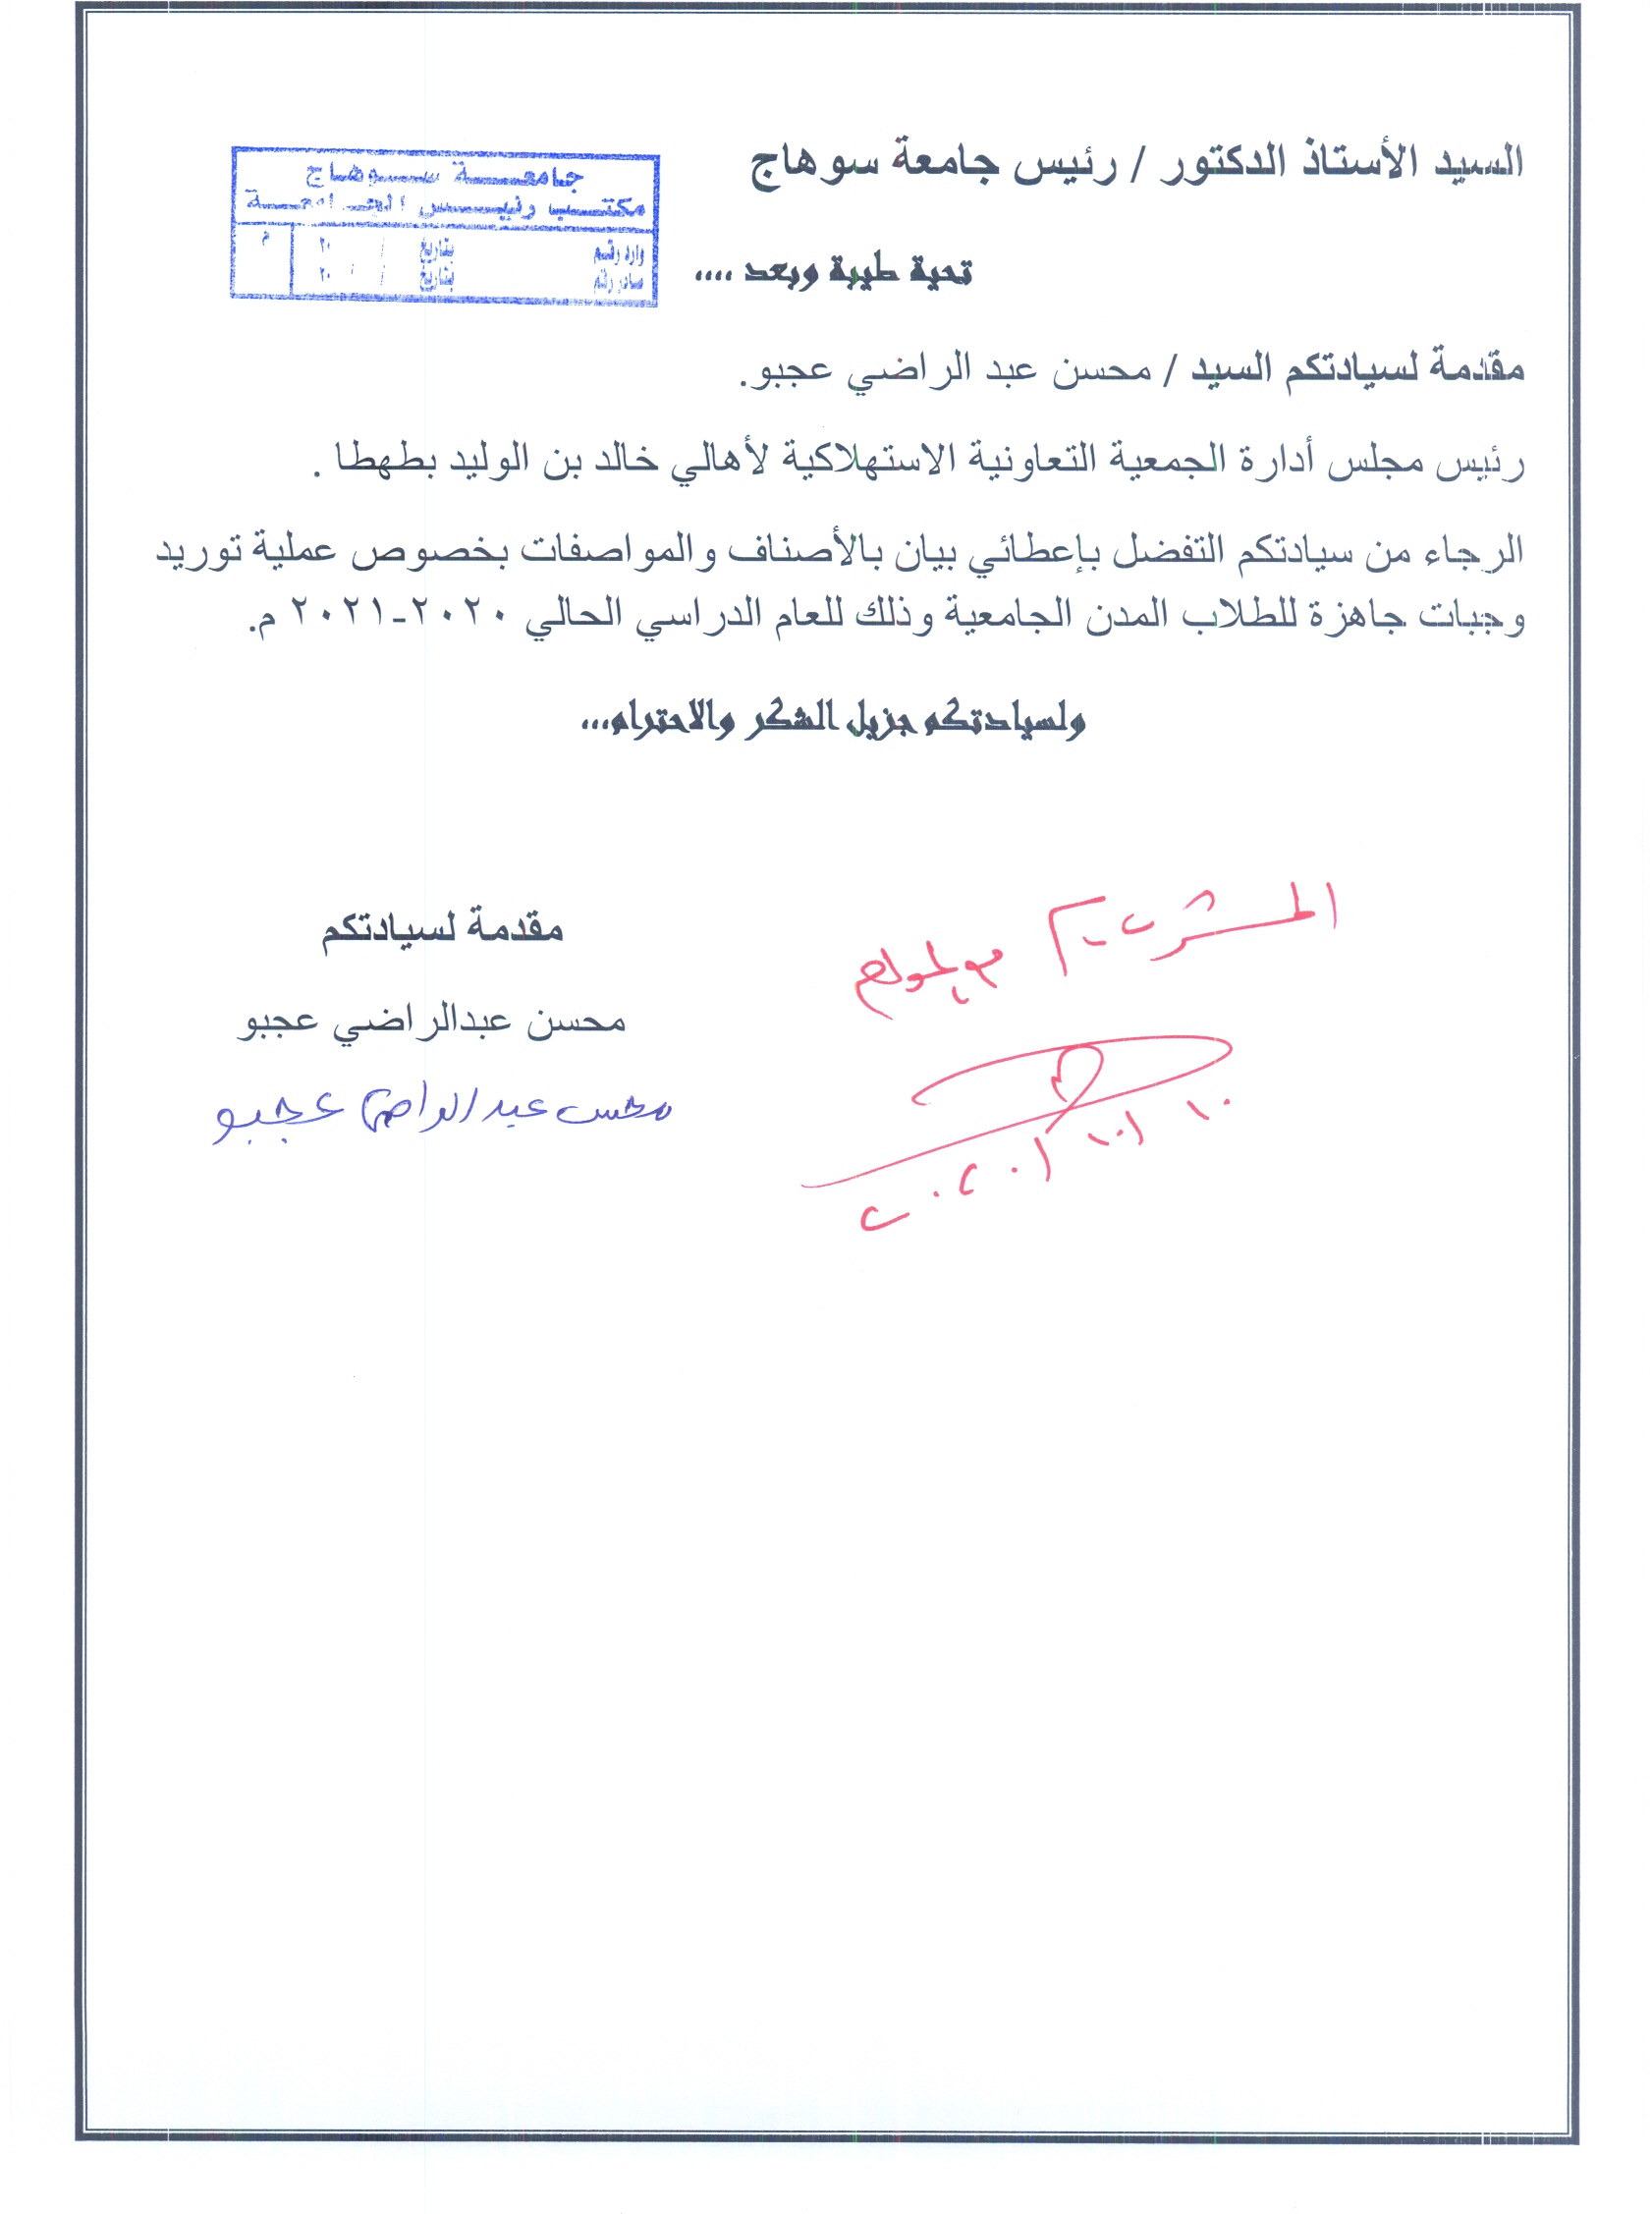 السيد الأستاذ الدكتور / رئيس جامعة سوهاج
جامعة سوهاج
مكتب رئيس الجامعة
وارد رقم بتاريخ / / ٢٠ م
صادر رقم بتاريخ / / ٢٠
تحية طيبة وبعد ....
مقدمة لسيادتكم السيد / محسن عبد الراضي عجبو.
رئيس مجلس أدارة الجمعية التعاونية الاستهلاكية لأهالي خالد بن الوليد بطهطا .
الرجاء من سيادتكم التفضل بإعطائي بيان بالأصناف والمواصفات بخصوص عملية توريد
وجبات جاهزة للطلاب المدن الجامعية وذلك للعام الدراسي الحالي ٢٠٢٠-٢٠٢١ م.
ولسيادتكم جزيل الشكر والاحترام...
مقدمة لسيادتكم
محسن عبدالراضي عجبو
محسن عبد الراضي عجبو
المشتريات
١٠/١٠/٢٠٢٠